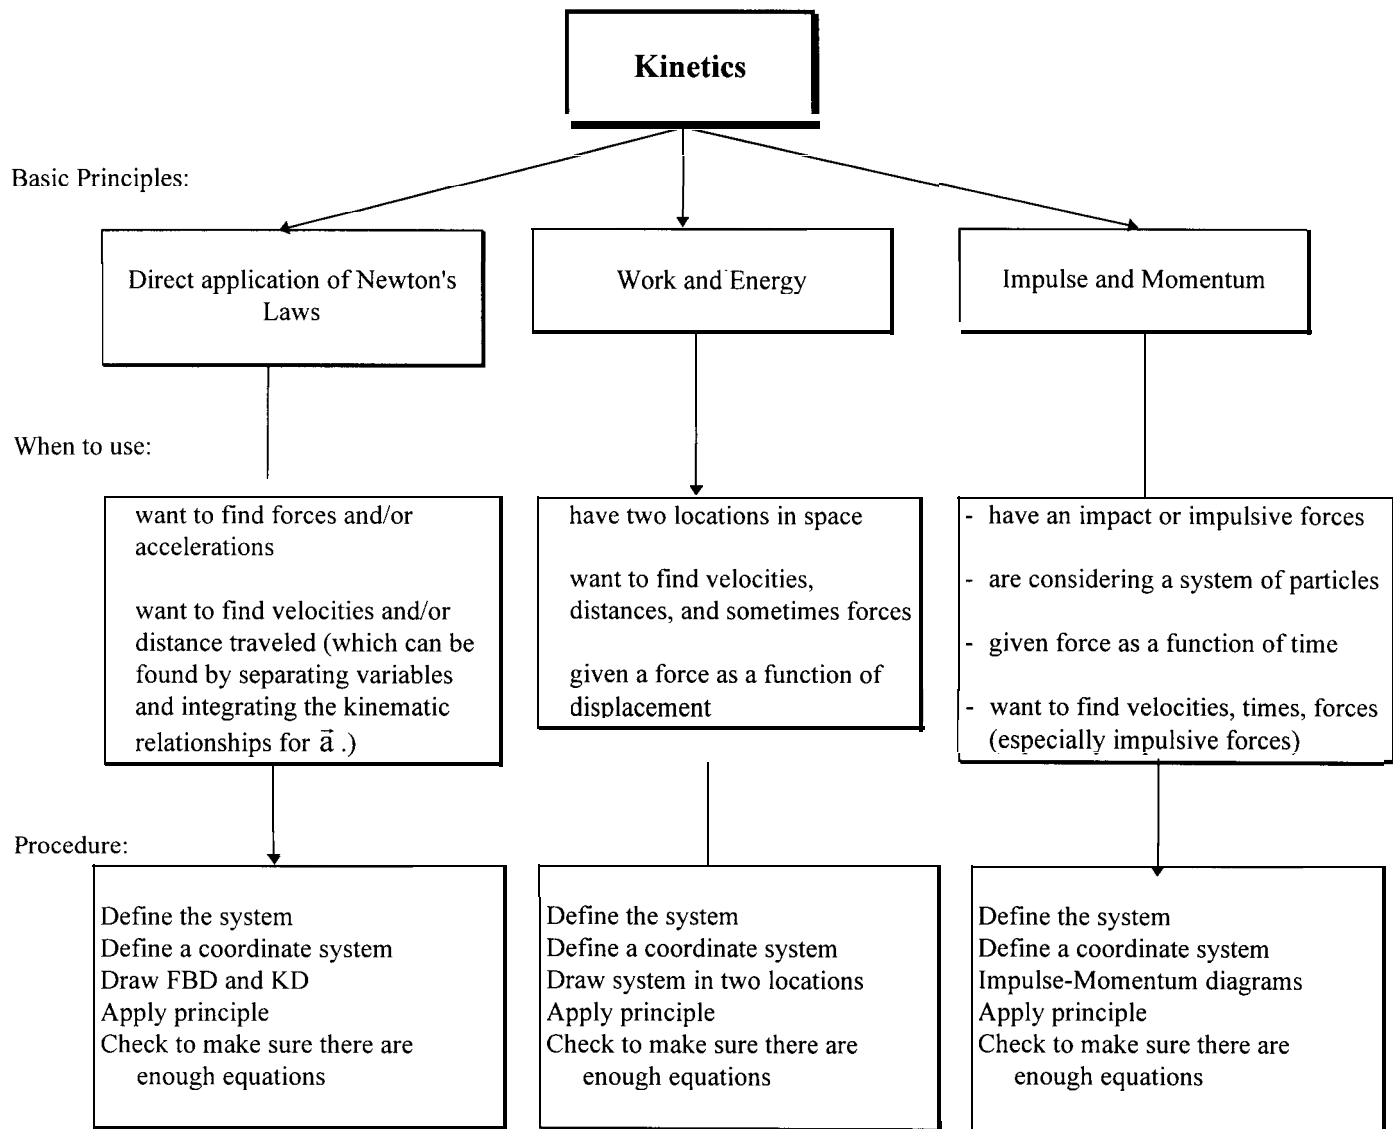 Kinetics
Basic Principles:
Direct application of Newton's
Laws
Work and Energy
Impulse and Momentum
When to use:
want to find forces and/or
accelerations
want to find velocities and/or
distance traveled (which can be
found by separating variables
and integrating the kinematic
relationships for a⃗ .)
have two locations in space
want to find velocities,
distances, and sometimes forces
given a force as a function of
displacement
- have an impact or impulsive forces
- are considering a system of particles
- given force as a function of time
- want to find velocities, times, forces
(especially impulsive forces)
Procedure:
Define the system
Define a coordinate system
Draw FBD and KD
Apply principle
Check to make sure there are
enough equations
Define the system
Define a coordinate system
Draw system in two locations
Apply principle
Check to make sure there are
enough equations
Define the system
Define a coordinate system
Impulse-Momentum diagrams
Apply principle
Check to make sure there are
enough equations